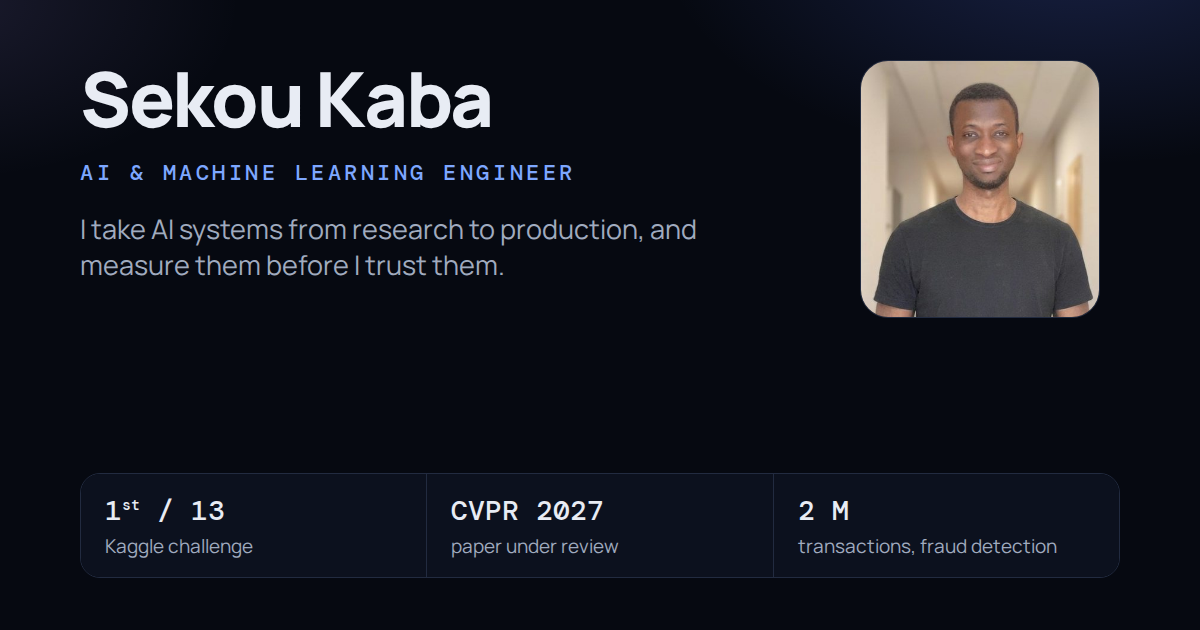 Sekou Kaba
AI & MACHINE LEARNING ENGINEER
I take AI systems from research to production, and
measure them before I trust them.
1st / 13
Kaggle challenge
CVPR 2027
paper under review
2 M
transactions, fraud detection